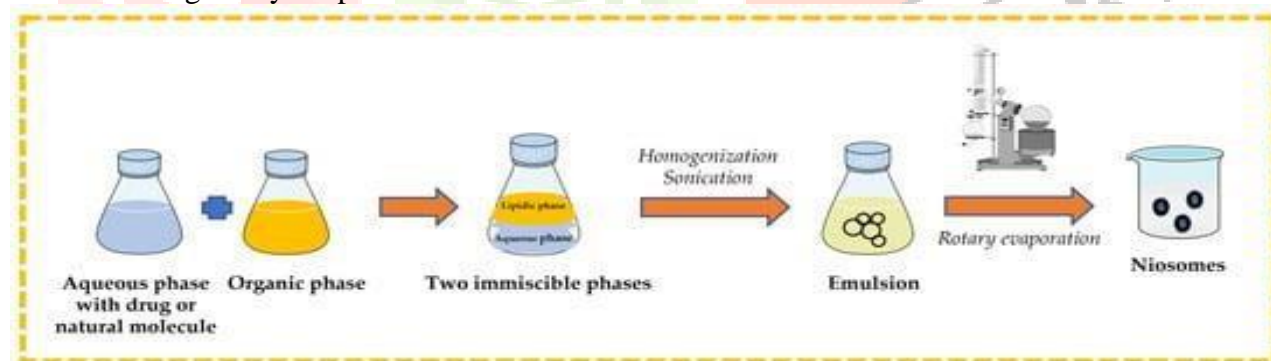 Homogenization
Sonication
Lipidic phase
Aqueous phase
Rotary evaporation
Aqueous phase
with drug or
natural molecule
Organic phase
Two immiscible phases
Emulsion
Niosomes